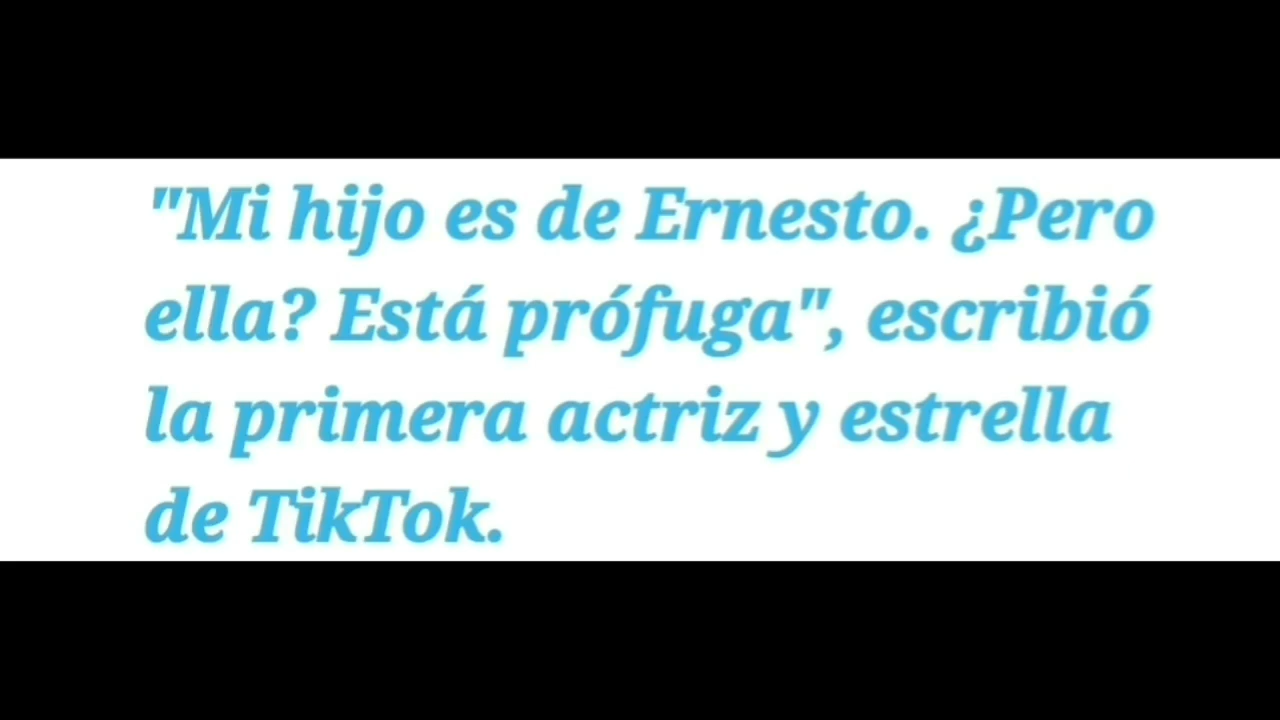 "Mi hijo es de Ernesto. ¿Pero
ella? Está prófuga", escribió
la primera actriz y estrella
de TikTok.